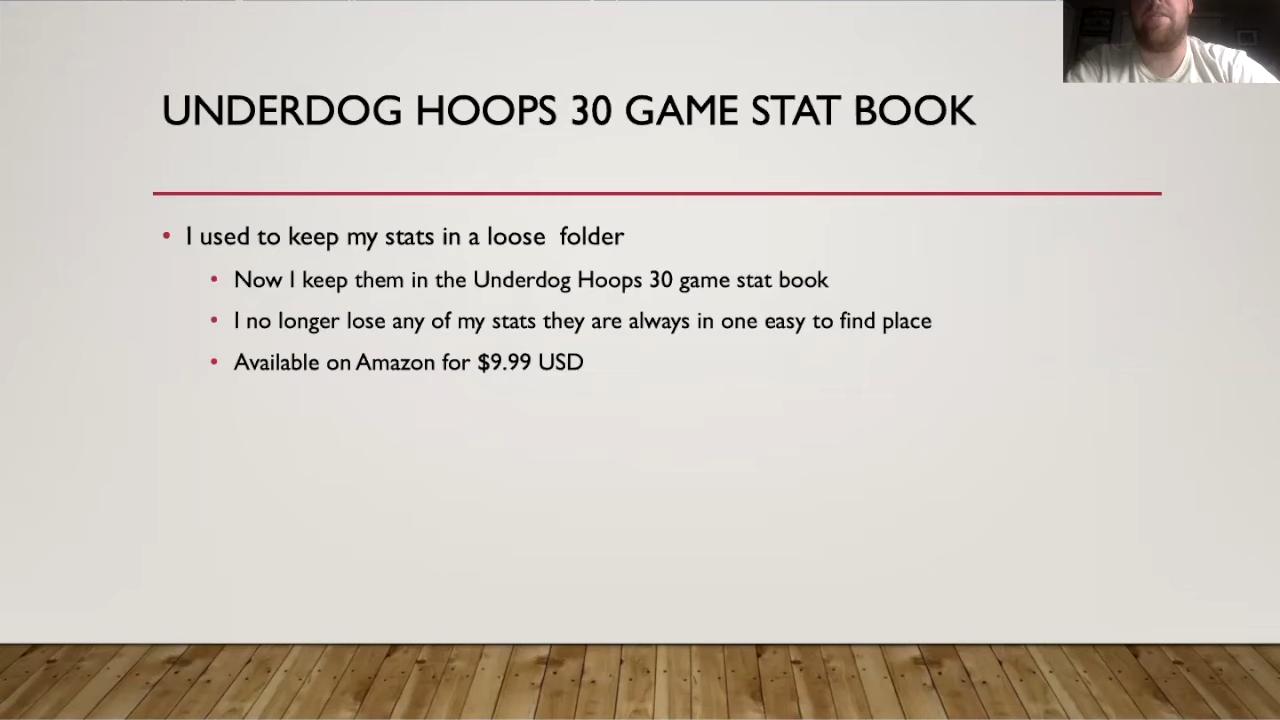 UNDERDOG HOOPS 30 GAME STAT BOOK
• I used to keep my stats in a loose  folder
• Now I keep them in the Underdog Hoops 30 game stat book
• I no longer lose any of my stats they are always in one easy to find place
• Available on Amazon for $9.99 USD